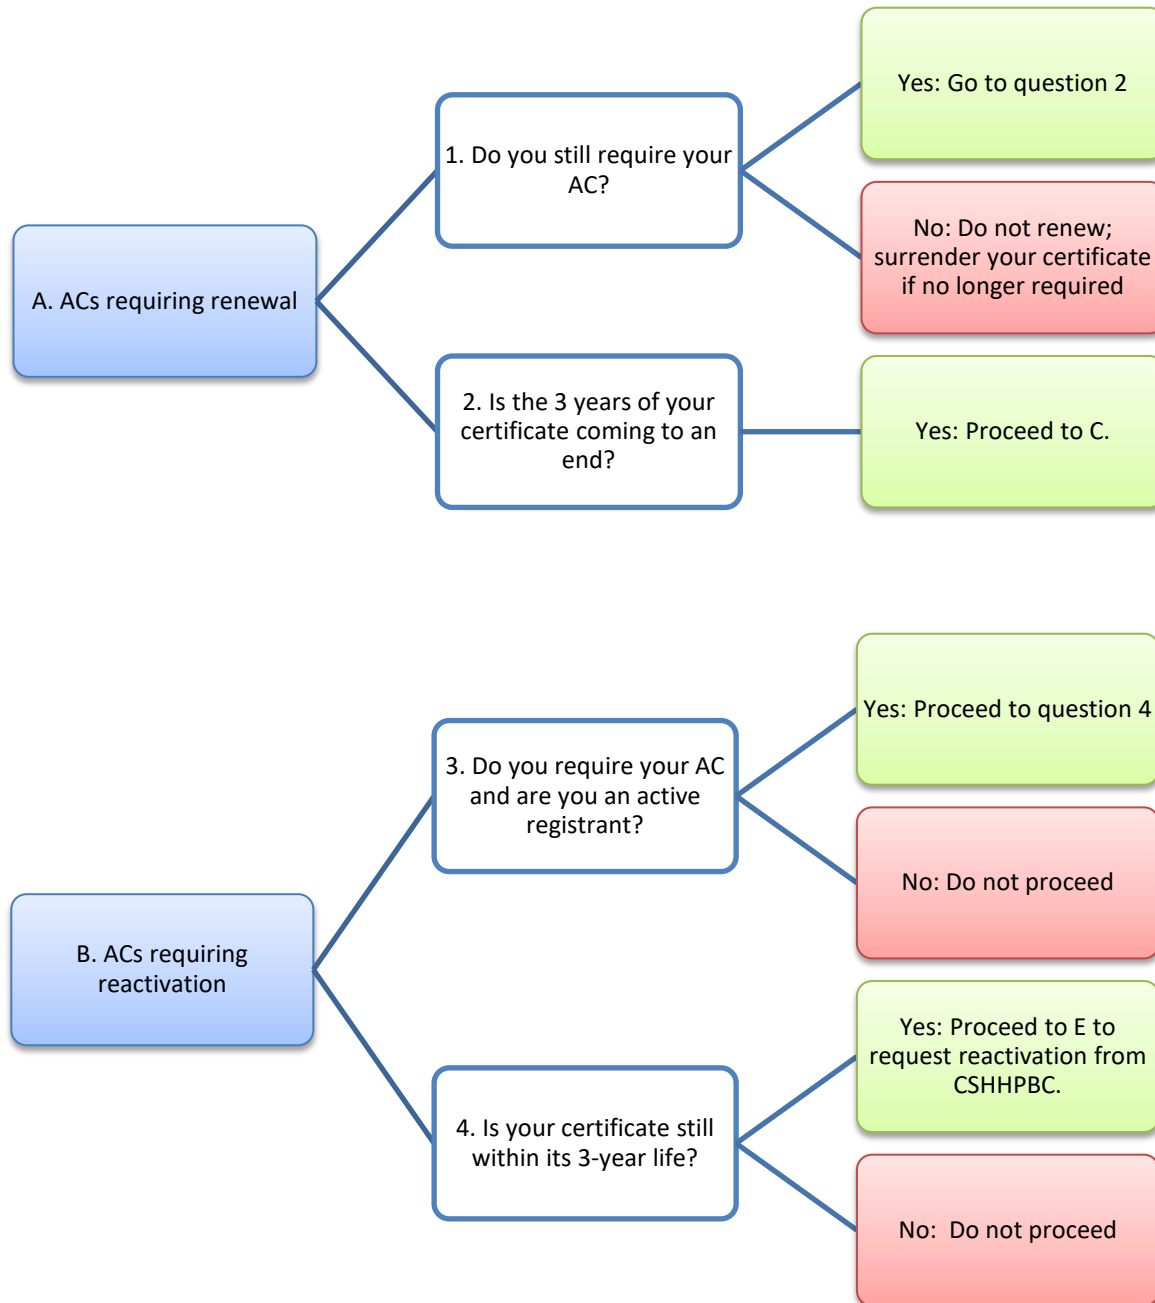 A. ACs requiring renewal
1. Do you still require your
AC?
Yes: Go to question 2
No: Do not renew;
surrender your certificate
if no longer required
2. Is the 3 years of your
certificate coming to an
end?
Yes: Proceed to C.
B. ACs requiring
reactivation
3. Do you require your AC
and are you an active
registrant?
Yes: Proceed to question 4
No: Do not proceed
4. Is your certificate still
within its 3-year life?
Yes: Proceed to E to
request reactivation from
CSHHPBC.
No:  Do not proceed